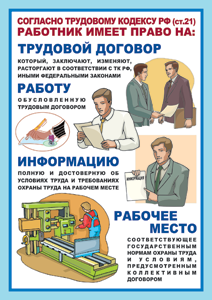 СОГЛАСНО ТРУДОВОМУ КОДЕКСУ РФ (ст.21)
РАБОТНИК ИМЕЕТ ПРАВО НА:
ТРУДОВОЙ ДОГОВОР
КОТОРЫЙ, ЗАКЛЮЧАЮТ, ИЗМЕНЯЮТ,
РАСТОРГАЮТ В СООТВЕТСТВИИ С ТК РФ,
ИНЫМИ ФЕДЕРАЛЬНЫМИ ЗАКОНАМИ
РАБОТУ
ОБУСЛОВЛЕННУЮ
ТРУДОВЫМ ДОГОВОРОМ
ИНФОРМАЦИЮ
ПОЛНУЮ И ДОСТОВЕРНУЮ ОБ
УСЛОВИЯХ ТРУДА И ТРЕБОВАНИЯХ
ОХРАНЫ ТРУДА НА РАБОЧЕМ МЕСТЕ
РАБОЧЕЕ
МЕСТО
СООТВЕТСТВУЮЩЕЕ
ГОСУДАРСТВЕННЫМ
НОРМАМ ОХРАНЫ ТРУДА
И УСЛОВИЯМ,
ПРЕДУСМОТРЕННЫМ
КОЛЛЕКТИВНЫМ
ДОГОВОРОМ